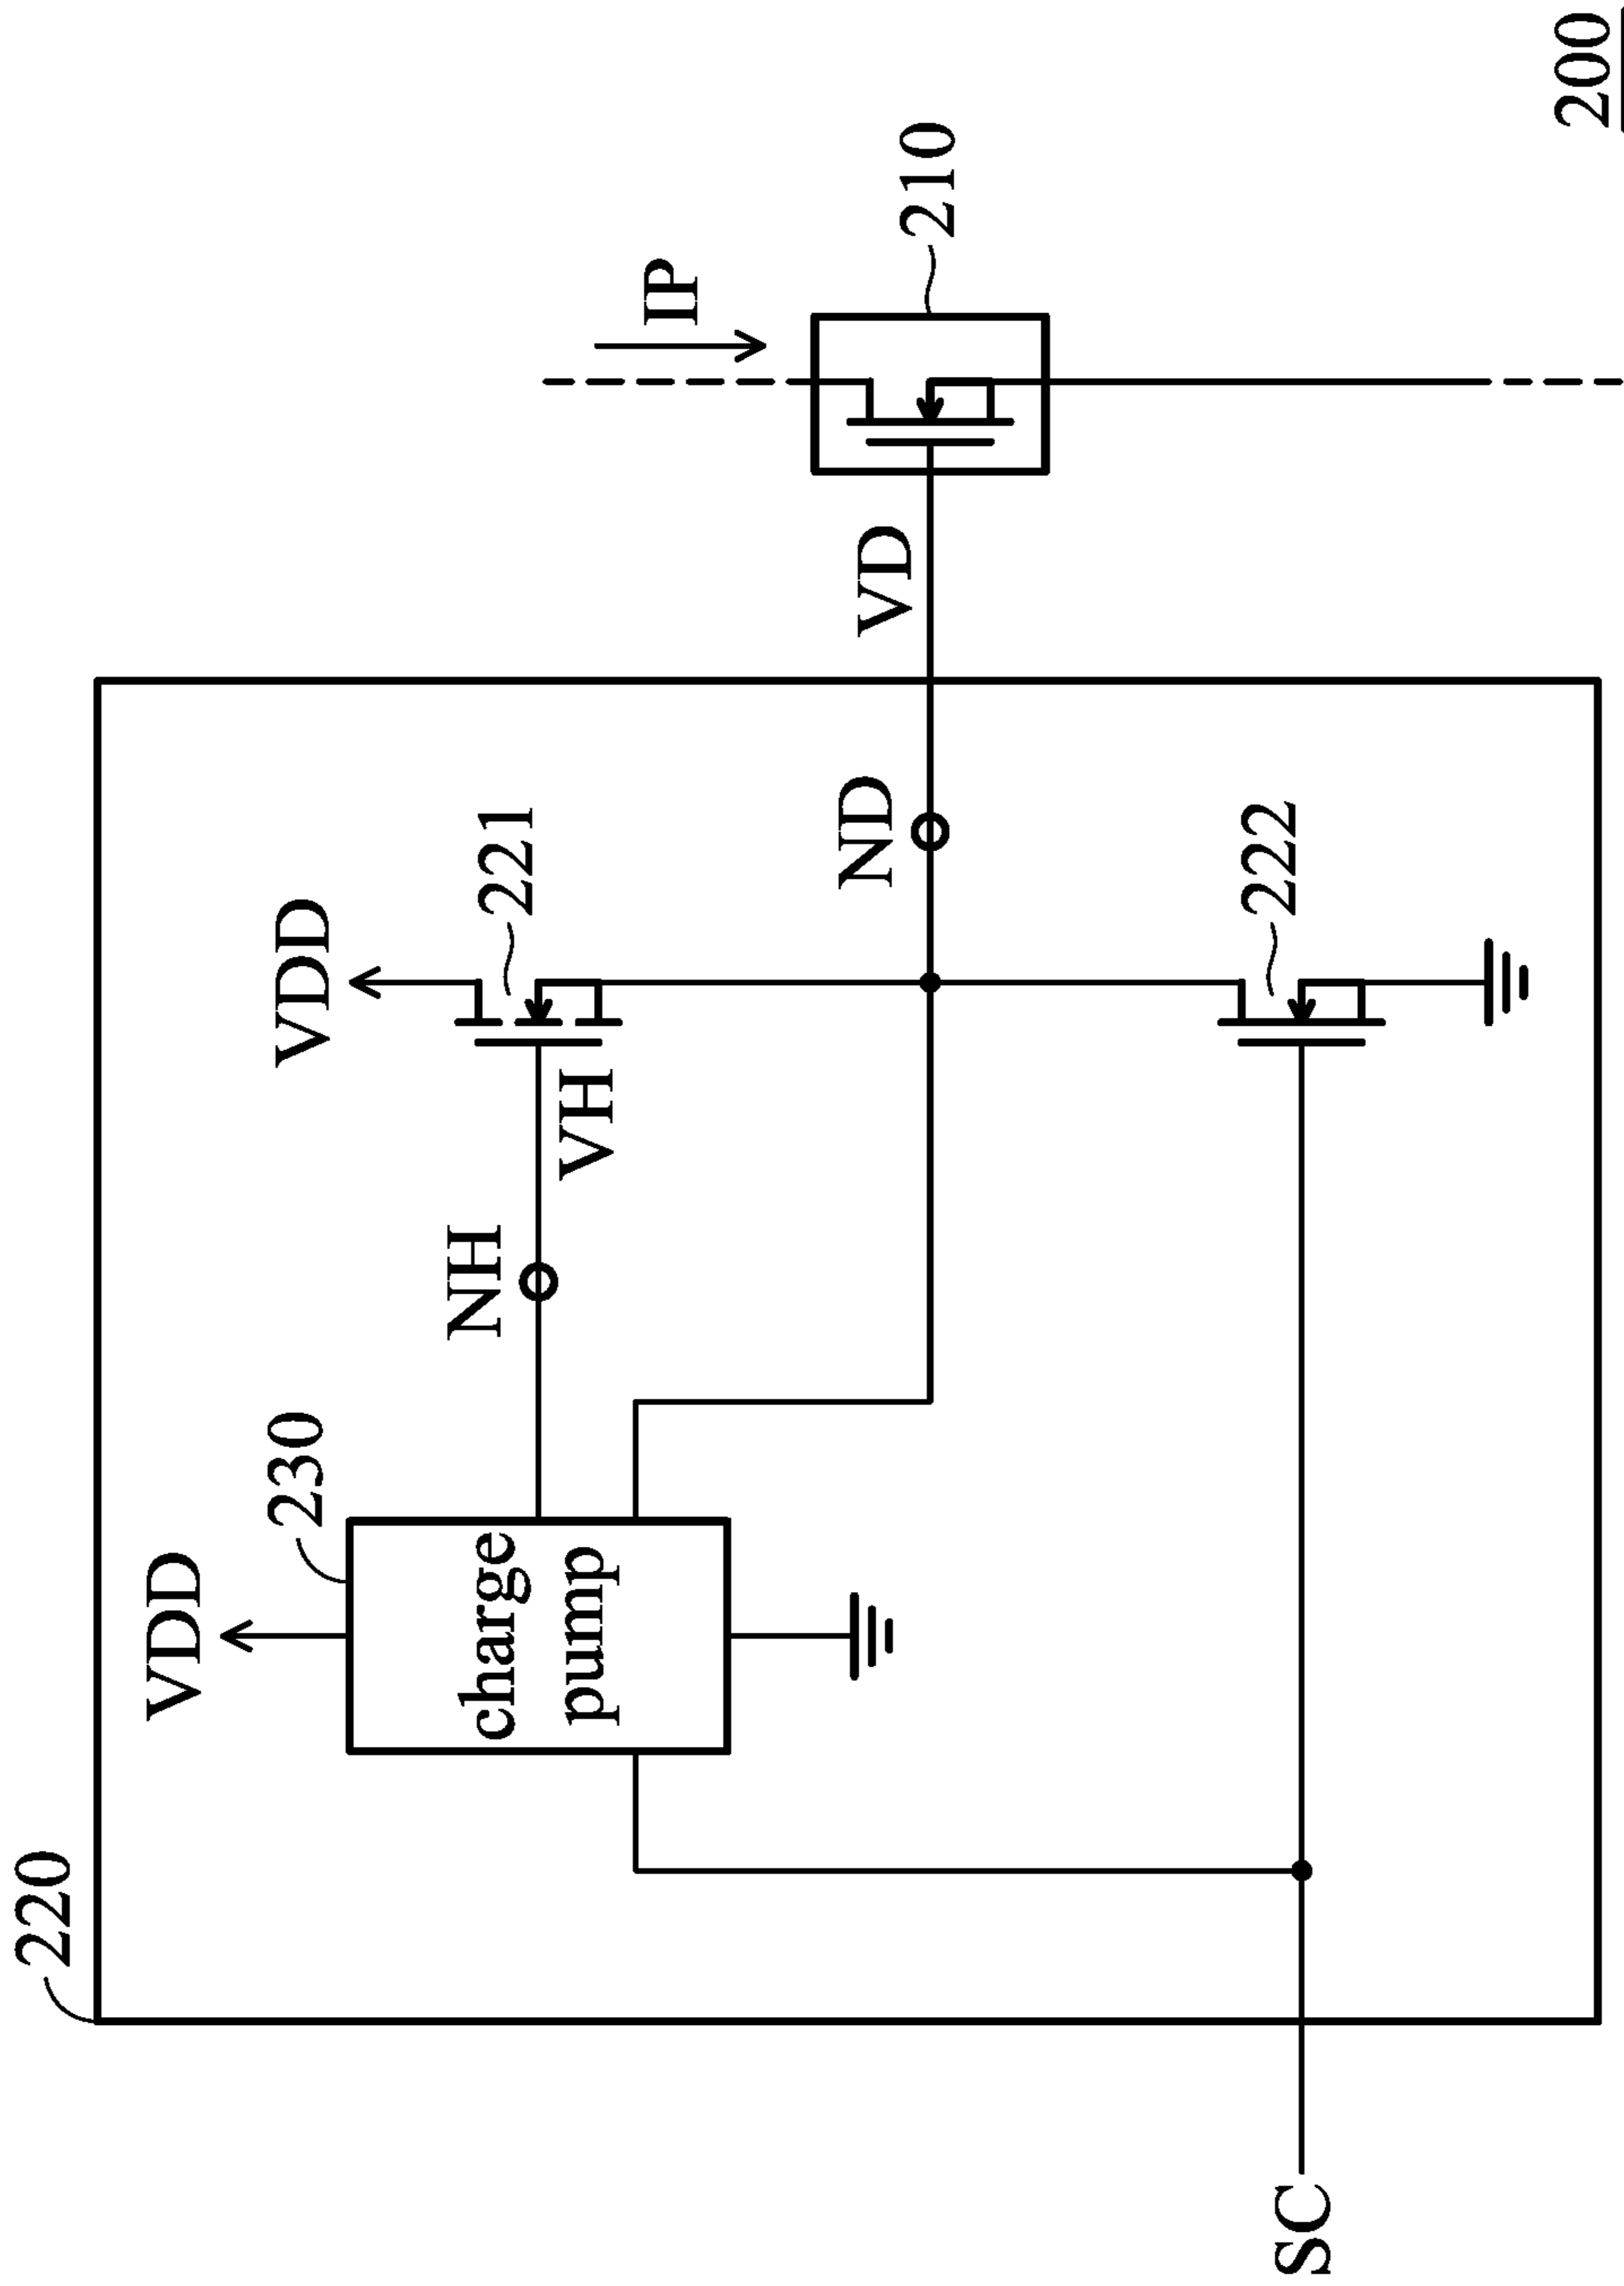 220
VDD
230
VDD
NH
221
charge
pump
VH
IP
ND
VD
210
222
SC
200